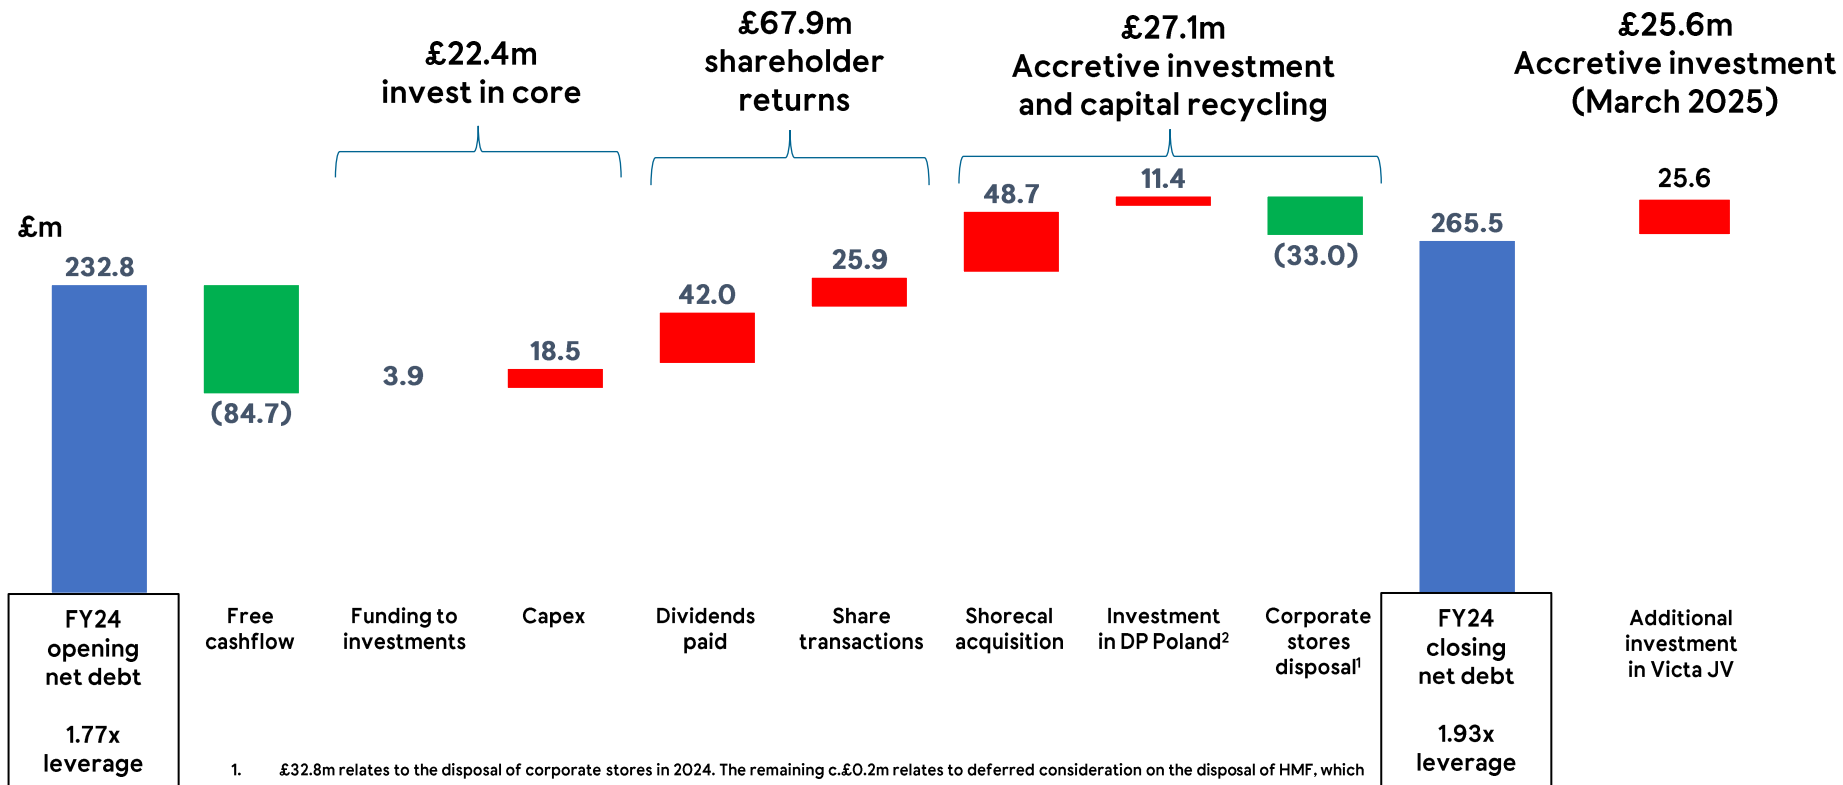 £22.4m
invest in core
£67.9m
shareholder
returns
£27.1m
Accretive investment
and capital recycling
£25.6m
Accretive investment
(March 2025)
£m
232.8
(84.7)
3.9
18.5
42.0
25.9
48.7
11.4
(33.0)
265.5
25.6
FY24
opening
net debt
1.77x
leverage
Free
cashflow
Funding to
investments
Capex
Dividends
paid
Share
transactions
Shorecal
acquisition
Investment
in DP Poland²
Corporate
stores
disposal¹
FY24
closing
net debt
1.93x
leverage
Additional
investment
in Victa JV
1. £32.8m relates to the disposal of corporate stores in 2024. The remaining c.£0.2m relates to deferred consideration on the disposal of HMF, which